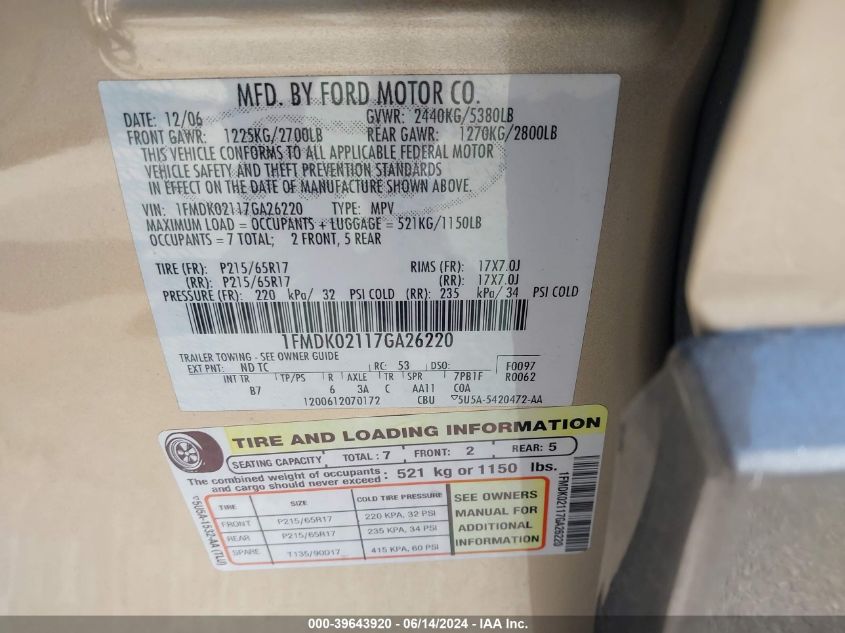 MFD. BY FORD MOTOR CO.
DATE: 12/06 GVWR: 2440KG/5380LB
FRONT GAWR: 1225KG/2700LB REAR GAWR: 1270KG/2800LB
THIS VEHICLE CONFORMS TO ALL APPLICABLE FEDERAL MOTOR
VEHICLE SAFETY AND THEFT PREVENTION STANDARDS
IN EFFECT ON THE DATE OF MANUFACTURE SHOWN ABOVE.
VIN: 1FMDK02117GA26220 TYPE: MPV
MAXIMUM LOAD = OCCUPANTS + LUGGAGE = 521KG/1150LB
OCCUPANTS = 7 TOTAL; 2 FRONT, 5 REAR
TIRE (FR): P215/65R17 RIMS (FR): 17X7.0J
(RR): P215/65R17 (RR): 17X7.0J
PRESSURE (FR): 220 kPa/ 32 PSI COLD (RR): 235 kPa/ 34 PSI COLD
1FMDK02117GA26220
TRAILER TOWING - SEE OWNER GUIDE
EXT PNT: ND TC RC: 53 DSO: F0097
INT TR TP/PS R AXLE TR SPR 7PB1F R0062
B7 6 3A C AA11 C0A
1200612070172 CBU ▽5U5A-5420472-AA
TIRE AND LOADING INFORMATION
SEATING CAPACITY TOTAL : 7 FRONT: 2 REAR: 5
The combined weight of occupants and cargo should never exceed : 521 kg or 1150 lbs.
TIRE SIZE COLD TIRE PRESSURE
FRONT P215/65R17 220 KPA, 32 PSI
REAR P215/65R17 235 KPA, 34 PSI
SPARE T135/90D17 415 KPA, 60 PSI
SEE OWNERS
MANUAL FOR
ADDITIONAL
INFORMATION
▽5U5A-1532-AA (TLU)
1FMDK02117GA26220
000-39643920 - 06/14/2024 - IAA Inc.